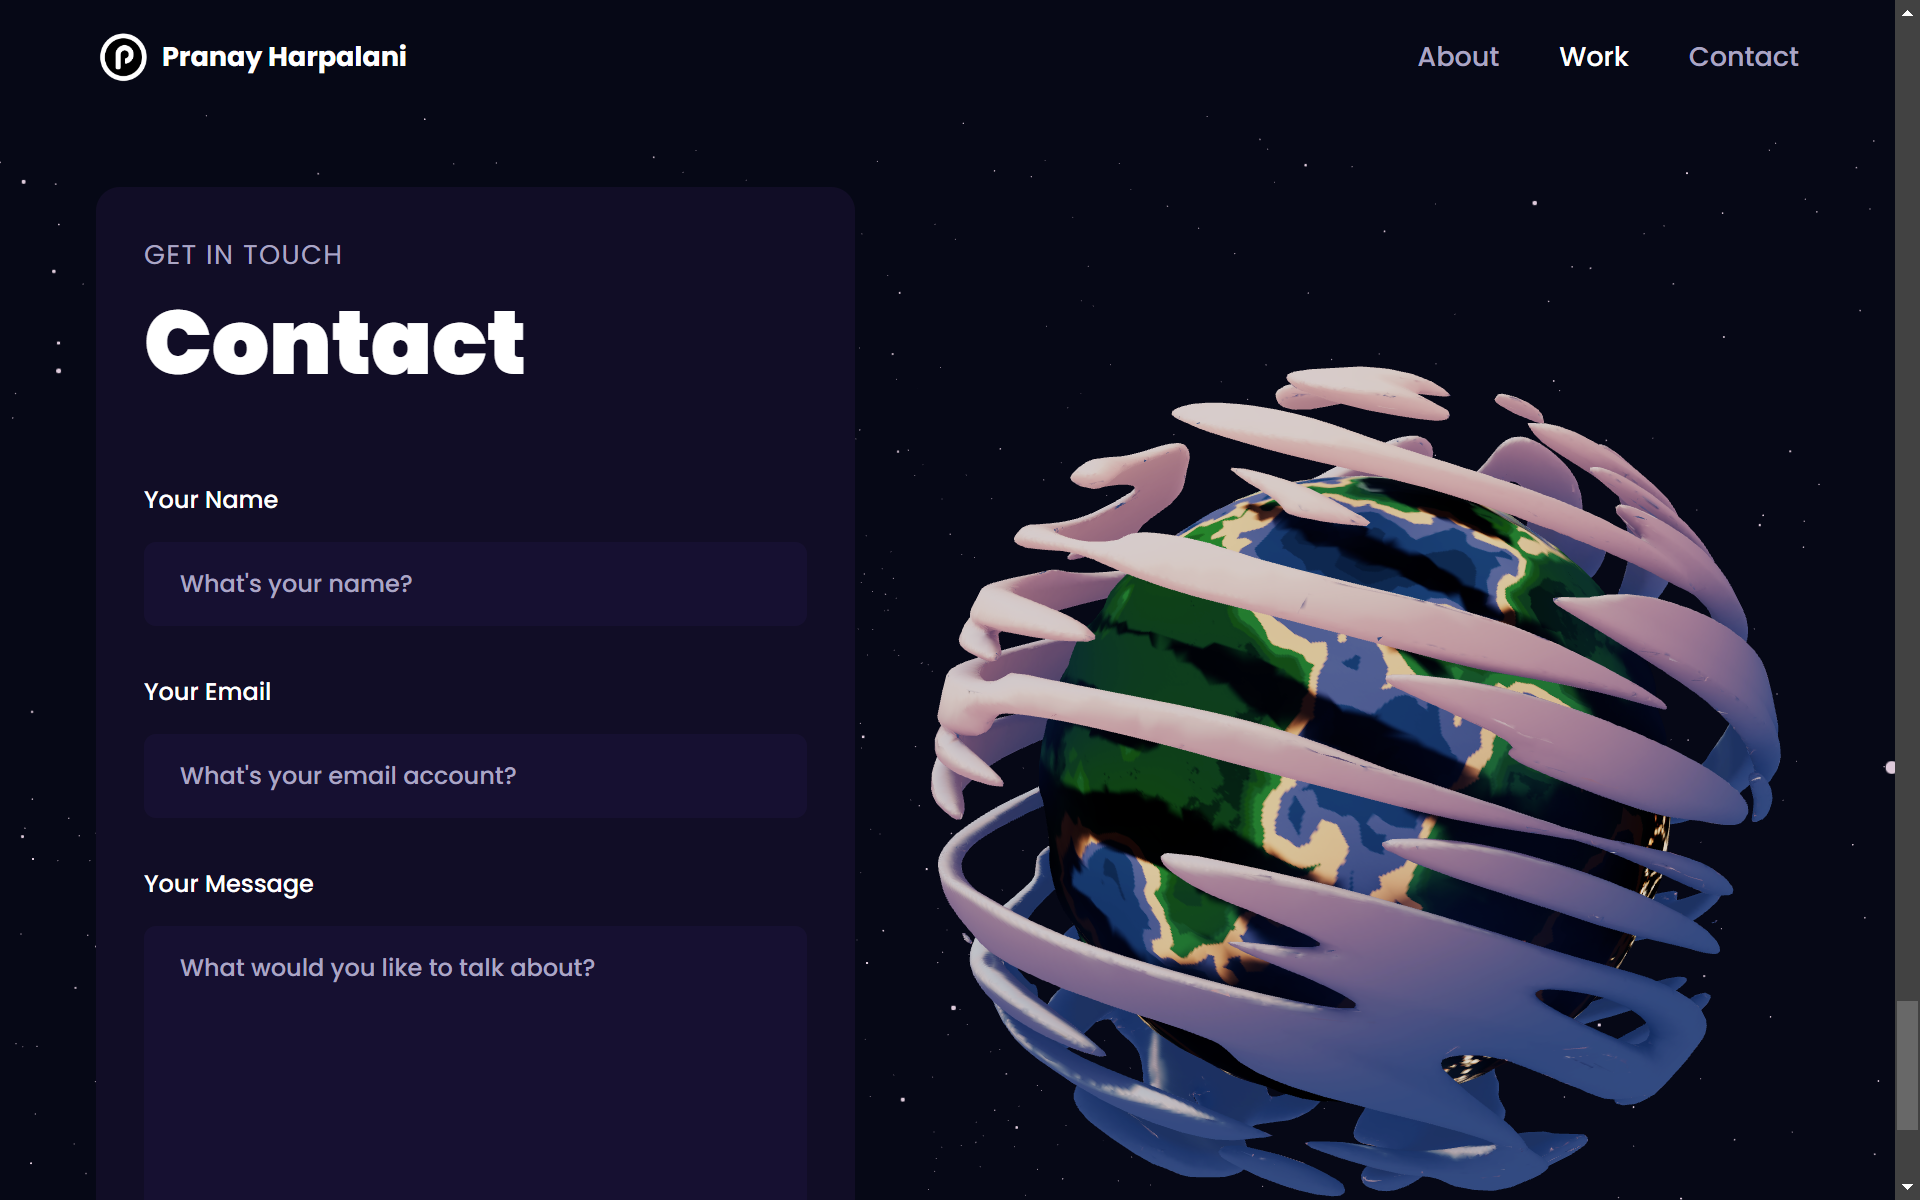 Pranay Harpalani
About Work Contact
GET IN TOUCH
Contact
Your Name
What's your name?
Your Email
What's your email account?
Your Message
What would you like to talk about?